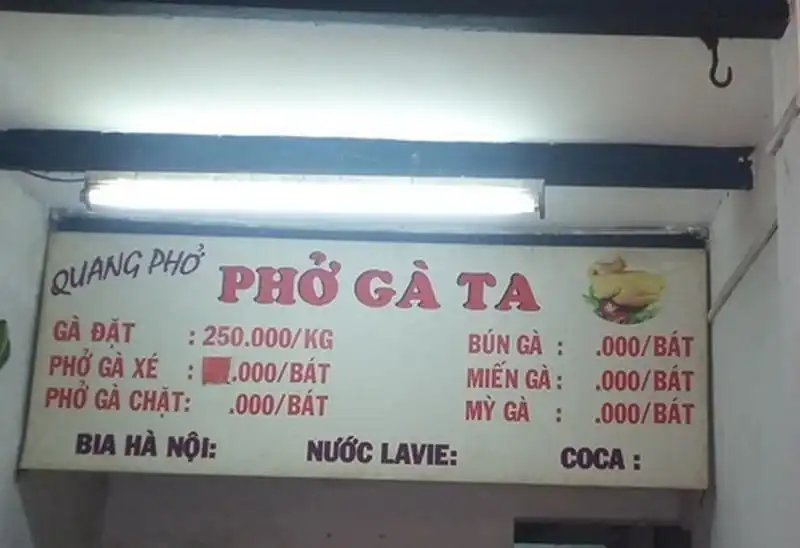 QUANG PHỞ
PHỞ GÀ TA
GÀ ĐẶT : 250.000/KG
PHỞ GÀ XÉ : .000/BÁT
PHỞ GÀ CHẶT: .000/BÁT
BÚN GÀ : .000/BÁT
MIẾN GÀ : .000/BÁT
MỲ GÀ : .000/BÁT
BIA HÀ NỘI:
NƯỚC LAVIE:
COCA :